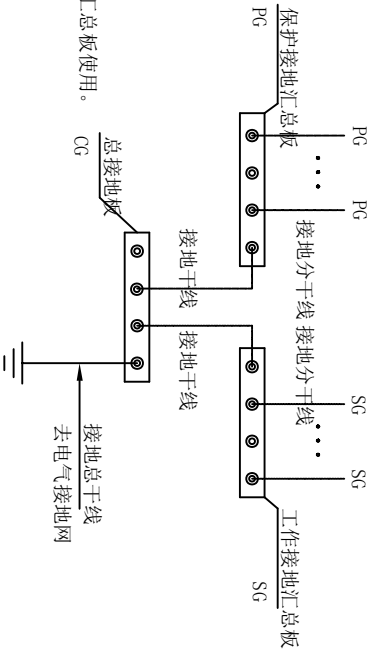 PG
PG
SG
SG
接地分干线
接地分干线
保护接地汇总板
PG
工作接地汇总板
SG
接地干线
接地干线
总接地板
CG
接地总干线
去电气接地网
汇总板使用。